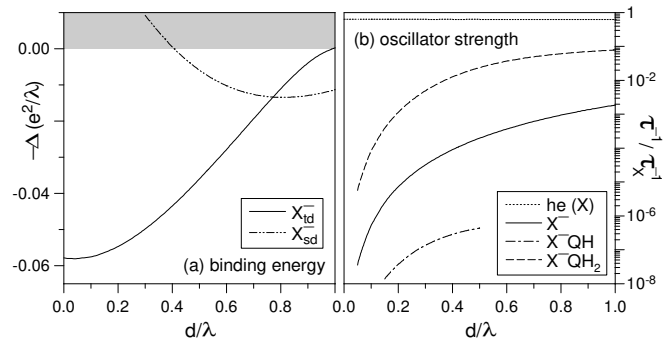 0.00
-0.02
-0.04
-0.06
−Δ (e²/λ)
X⁻td
X⁻sd
(a) binding energy
0.0 0.2 0.4 0.6 0.8
d/λ
(b) oscillator strength
he (X)
X⁻
X⁻QH
X⁻QH₂
0.0 0.2 0.4 0.6 0.8 1.0
d/λ
1
10⁻²
10⁻⁴
10⁻⁶
10⁻⁸
τ⁻¹ / τ_X⁻¹